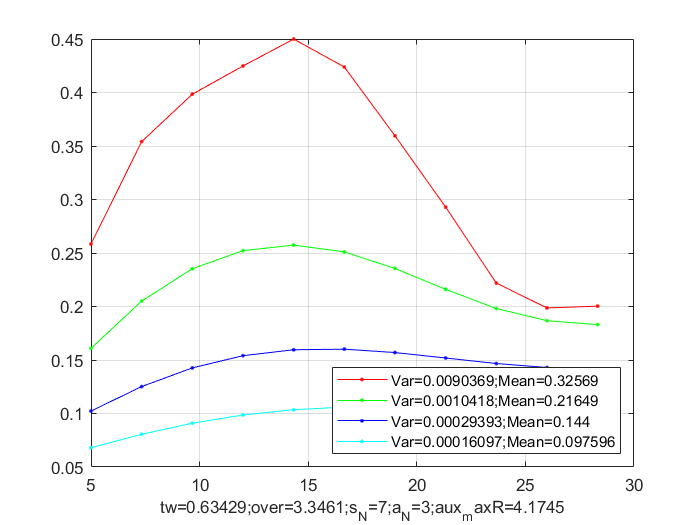 0.45
0.4
0.35
0.3
0.25
0.2
0.15
0.1
0.05
Var=0.0090369;Mean=0.32569
Var=0.0010418;Mean=0.21649
Var=0.00029393;Mean=0.144
Var=0.00016097;Mean=0.097596
5 10 15 20 25 30
tw=0.63429;over=3.3461;s_N=7;a_N=3;aux_maxR=4.1745